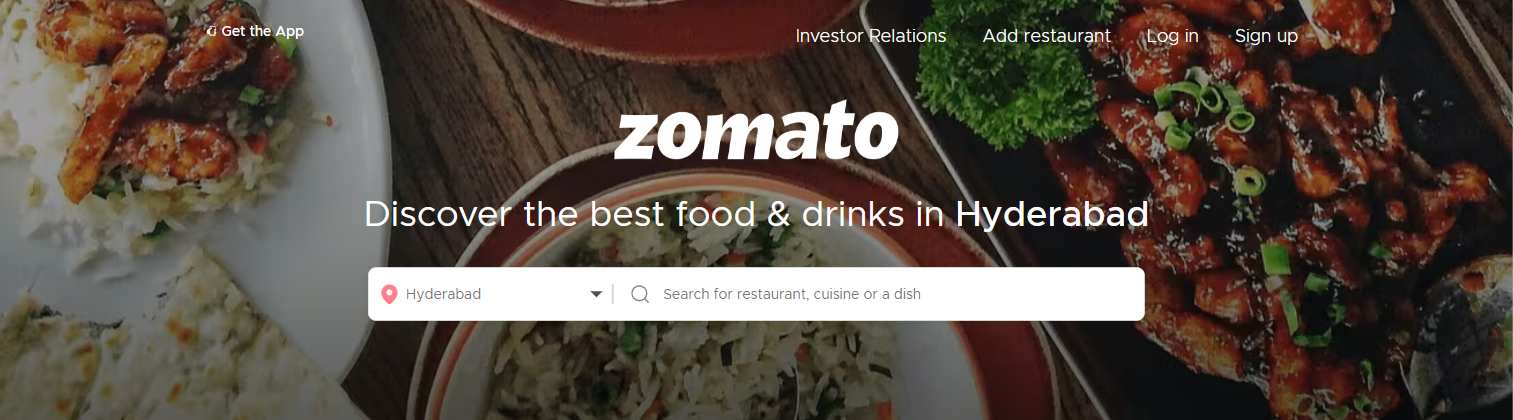 Get the App
Investor Relations Add restaurant Log in Sign up
zomato
Discover the best food & drinks in Hyderabad
Hyderabad Search for restaurant, cuisine or a dish